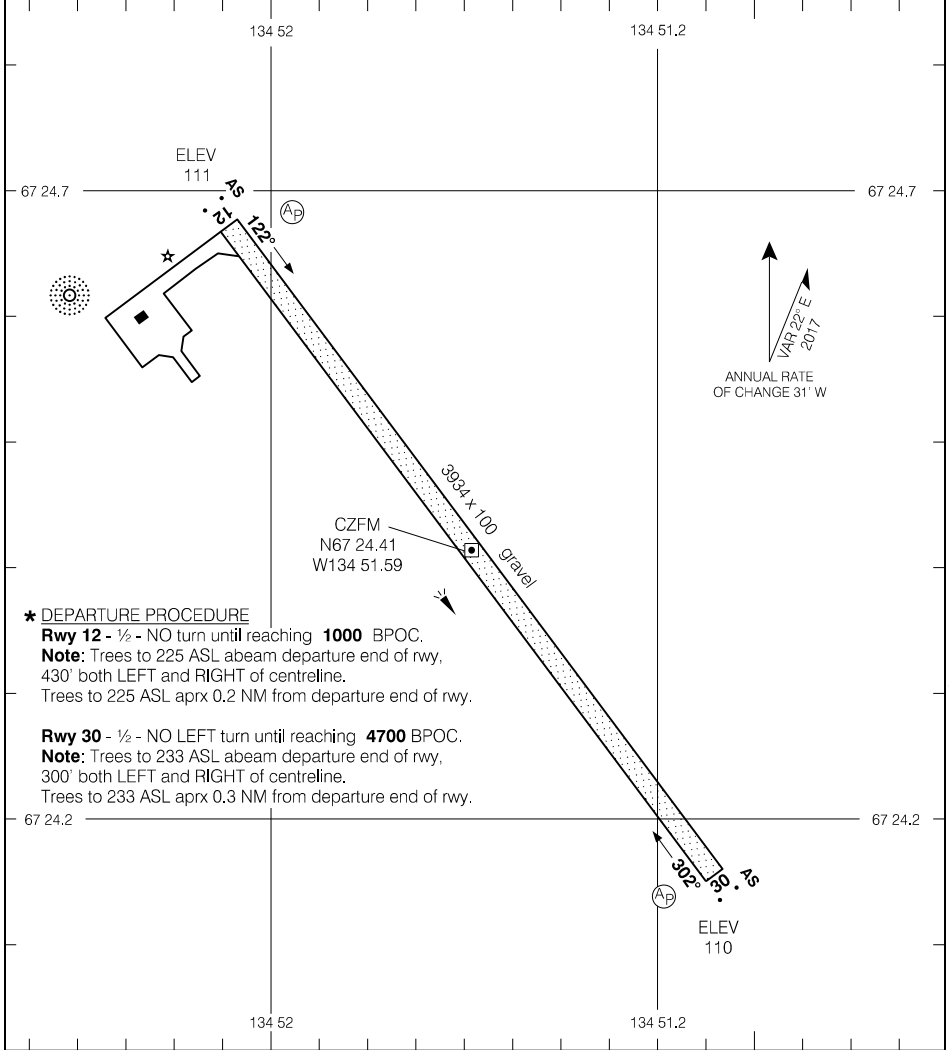 134 52
134 51.2
ELEV
111
67 24.7
67 24.7
AS
12
122°
AP
VAR 22° E
2017
ANNUAL RATE
OF CHANGE 31' W
3934 x 100
gravel
CZFM
N67 24.41
W134 51.59
* DEPARTURE PROCEDURE
Rwy 12 - ½ - NO turn until reaching 1000 BPOC.
Note: Trees to 225 ASL abeam departure end of rwy,
430' both LEFT and RIGHT of centreline.
Trees to 225 ASL aprx 0.2 NM from departure end of rwy.
Rwy 30 - ½ - NO LEFT turn until reaching 4700 BPOC.
Note: Trees to 233 ASL abeam departure end of rwy,
300' both LEFT and RIGHT of centreline.
Trees to 233 ASL aprx 0.3 NM from departure end of rwy.
67 24.2
67 24.2
302°
30
AS
AP
ELEV
110
134 52
134 51.2